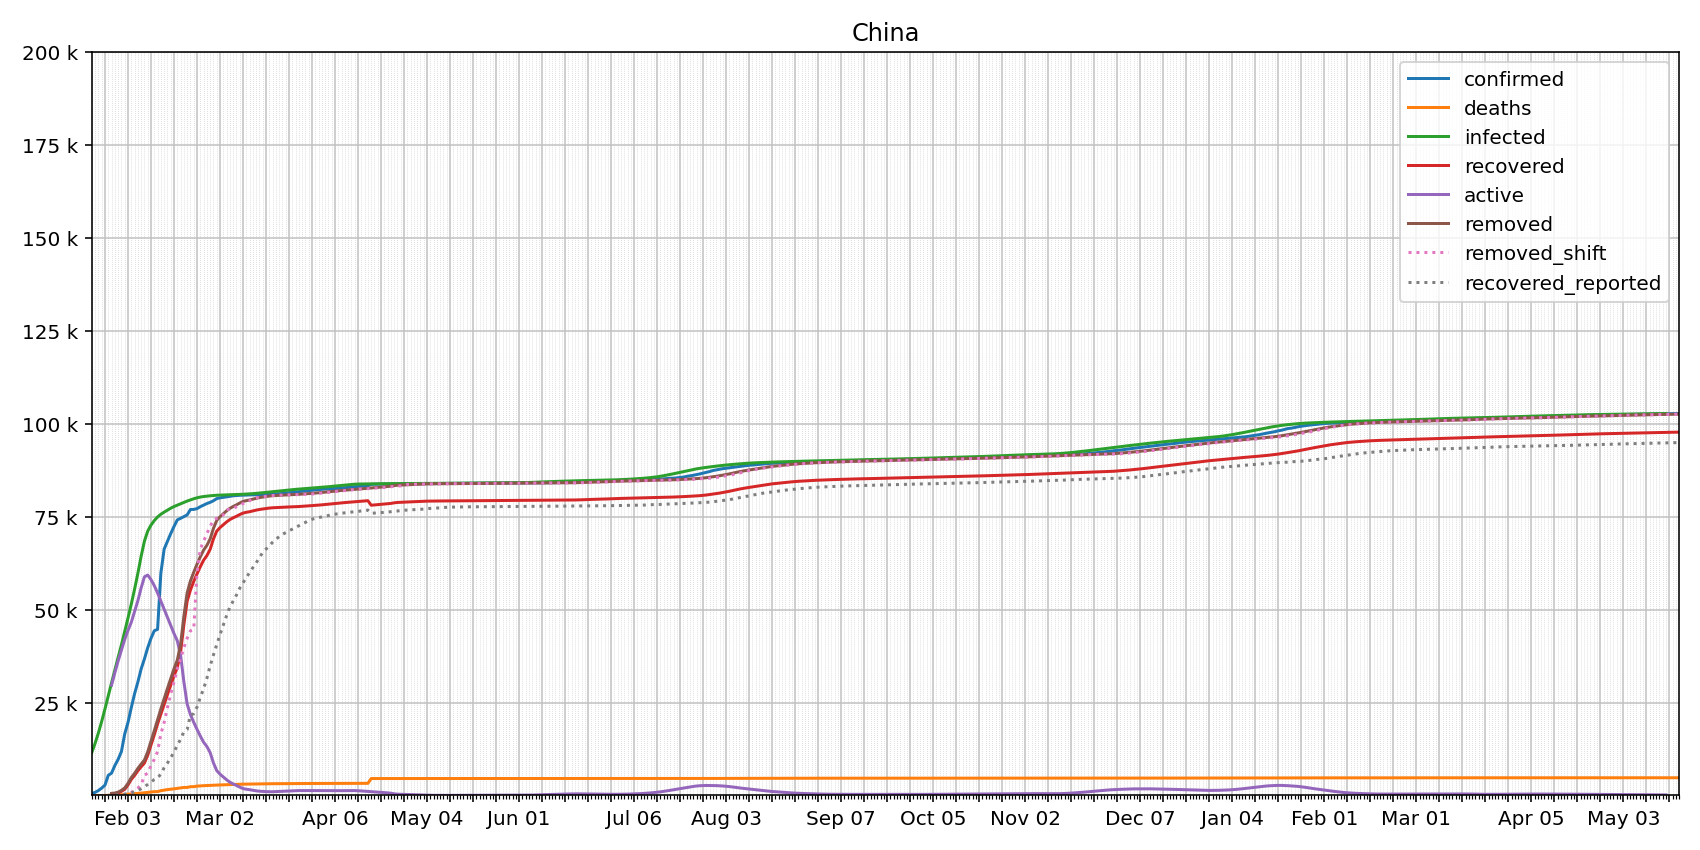 China
200 k
175 k
150 k
125 k
100 k
75 k
50 k
25 k
confirmed
deaths
infected
recovered
active
removed
removed_shift
recovered_reported
Feb 03 Mar 02 Apr 06 May 04 Jun 01 Jul 06 Aug 03 Sep 07 Oct 05 Nov 02 Dec 07 Jan 04 Feb 01 Mar 01 Apr 05 May 03